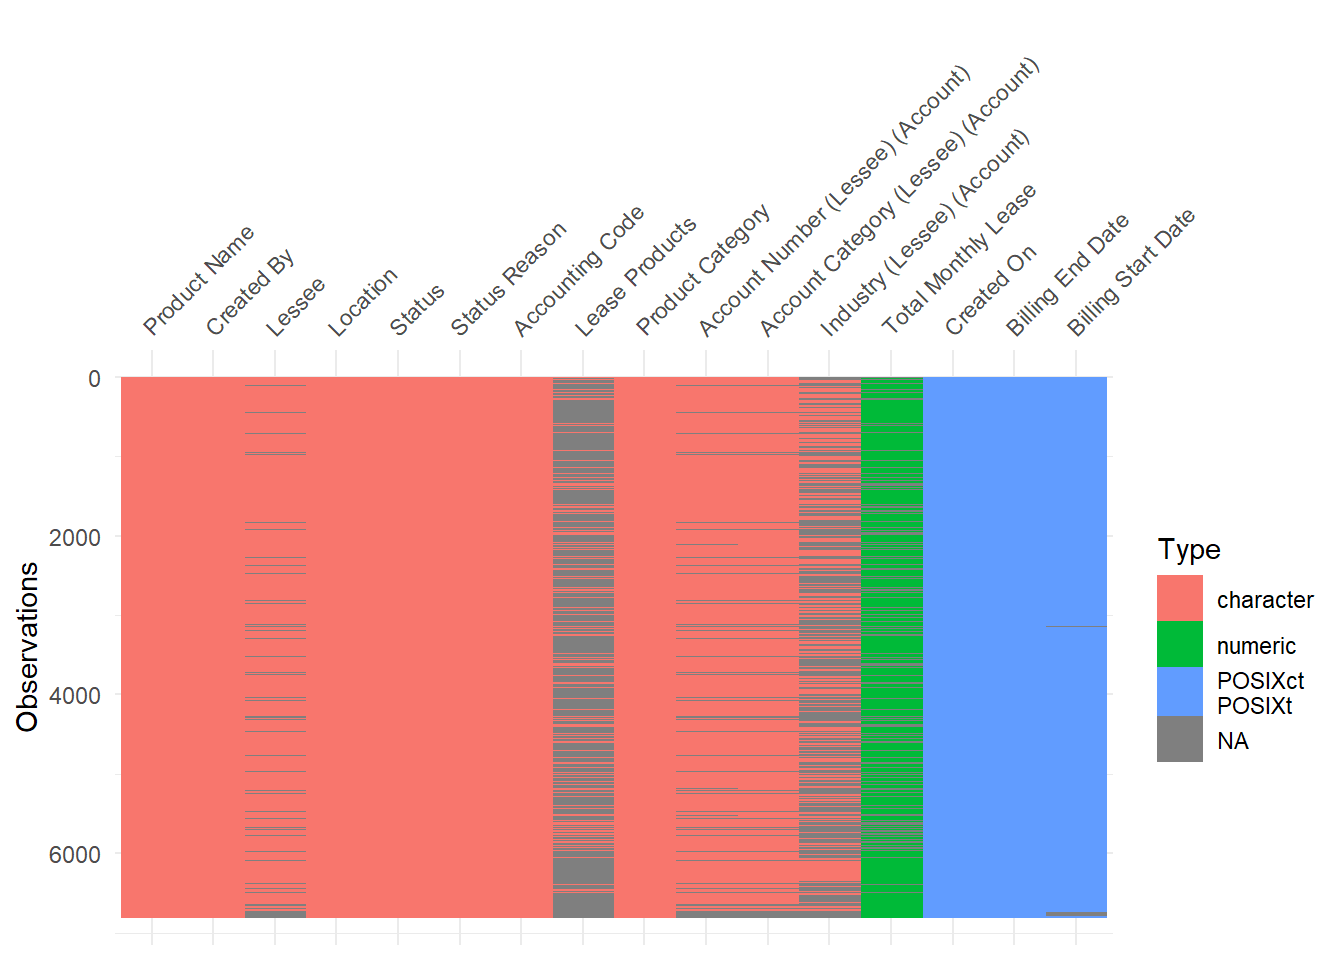 Product Name
Created By
Lessee
Location
Status
Status Reason
Accounting Code
Lease Products
Product Category
Account Number (Lessee) (Account)
Account Category (Lessee) (Account)
Industry (Lessee) (Account)
Total Monthly Lease
Created On
Billing End Date
Billing Start Date
0
2000
4000
6000
Observations
Type
character
numeric
POSIXct
POSIXt
NA